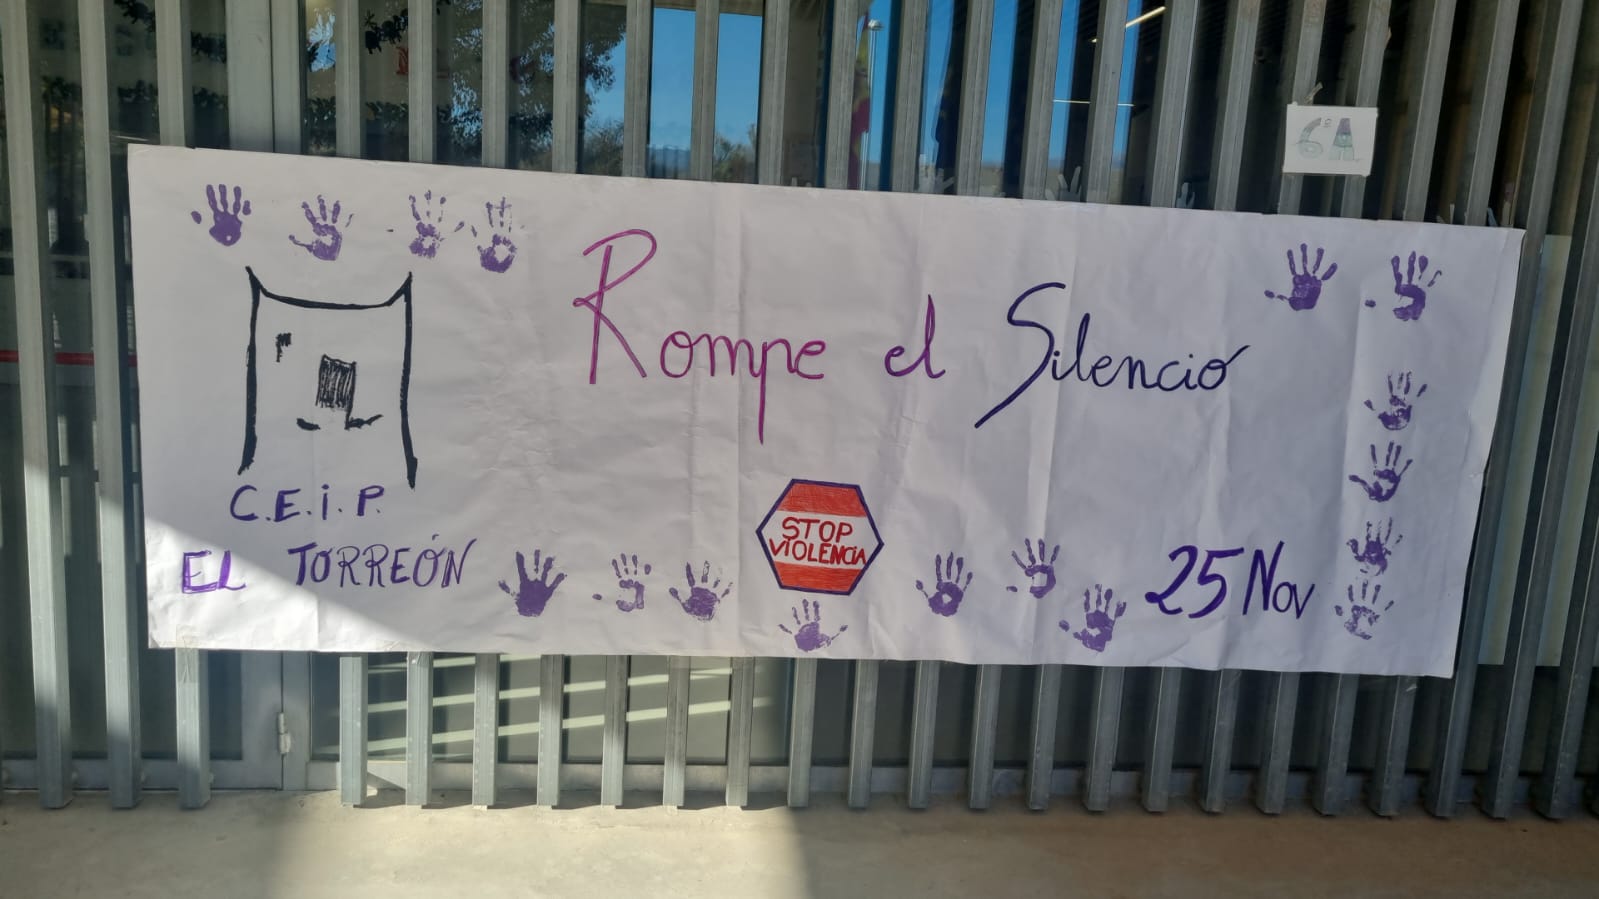 6ºA
Rompe el Silencio
C.E.I.P.
EL TORREÓN
STOP
VIOLENCIA
25 Nov